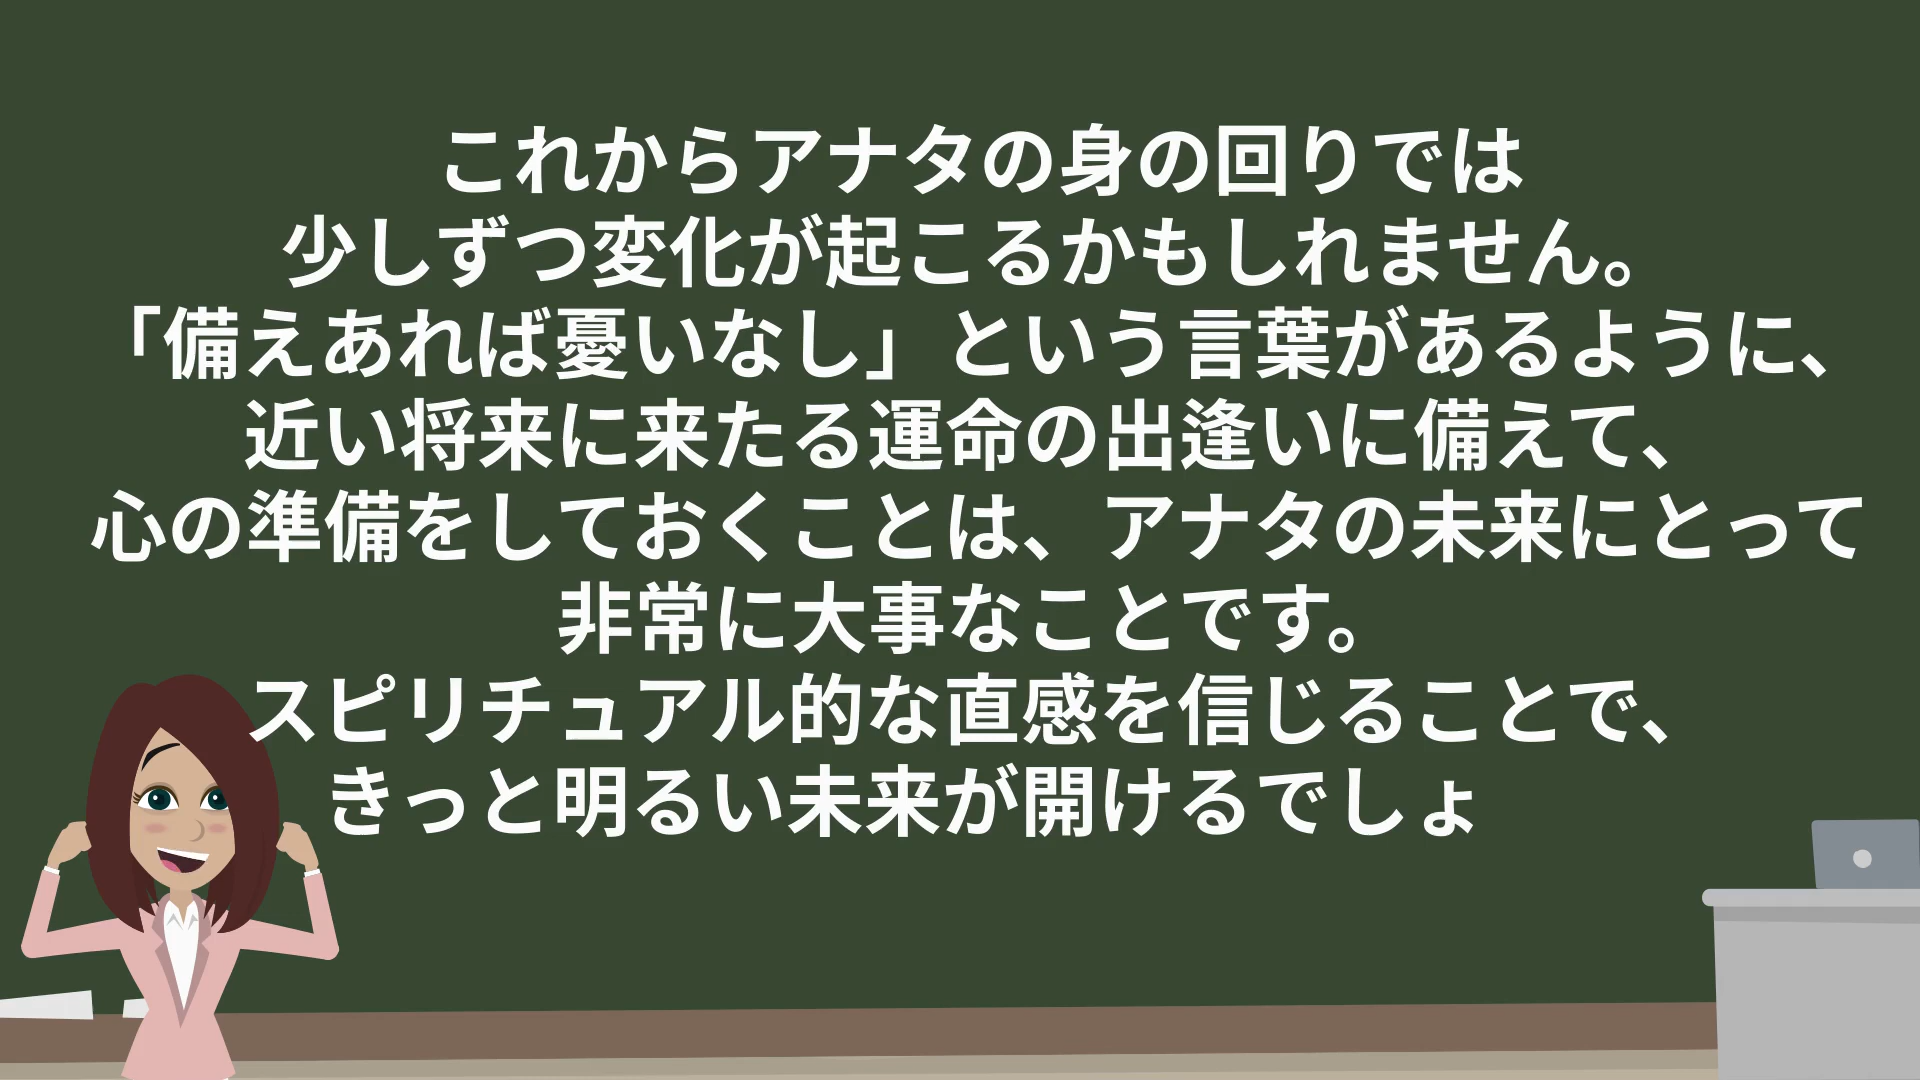 これからアナタの身の回りでは
少しずつ変化が起こるかもしれません。
「備えあれば憂いなし」という言葉があるように、
近い将来に来たる運命の出逢いに備えて、
心の準備をしておくことは、アナタの未来にとって
非常に大事なことです。
スピリチュアル的な直感を信じることで、
きっと明るい未来が開けるでしょ